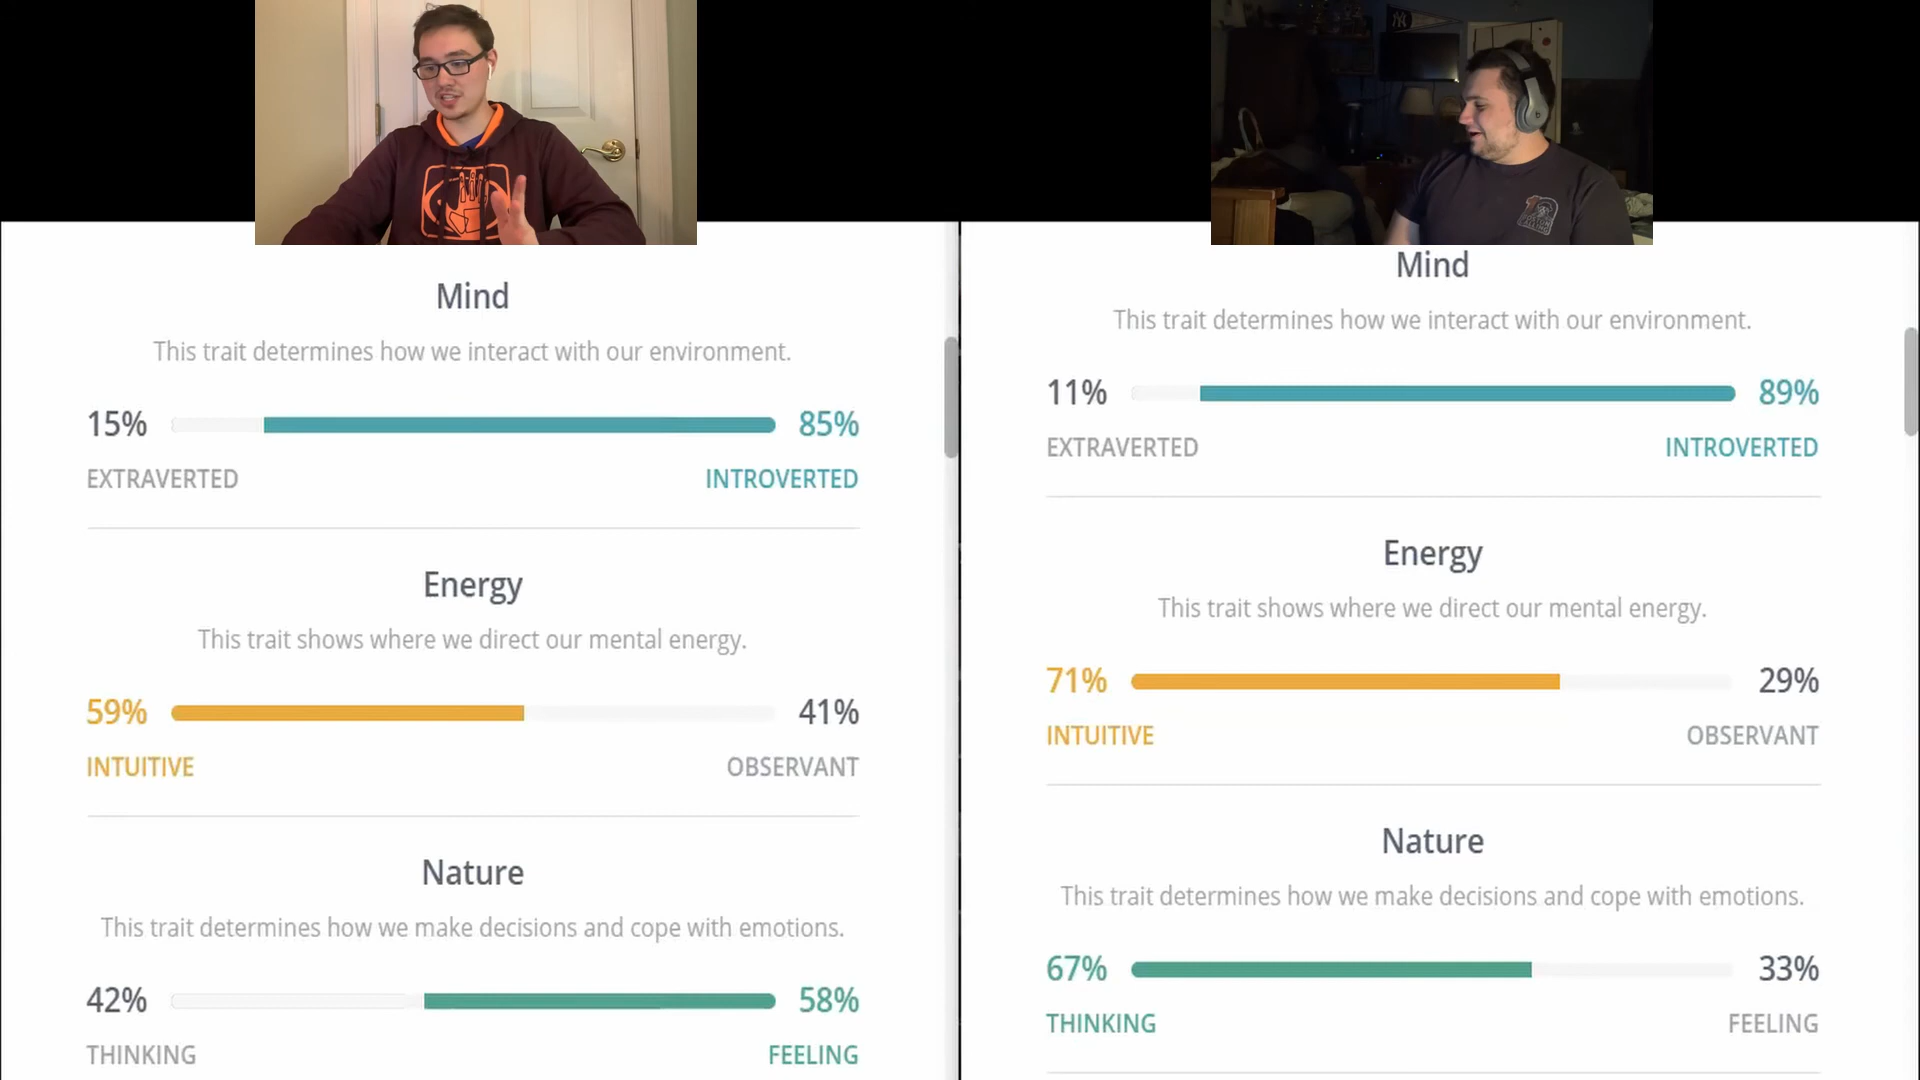 Mind
This trait determines how we interact with our environment.
15% 85%
EXTRAVERTED INTROVERTED
Energy
This trait shows where we direct our mental energy.
59% 41%
INTUITIVE OBSERVANT
Nature
This trait determines how we make decisions and cope with emotions.
42% 58%
THINKING FEELING
Mind
This trait determines how we interact with our environment.
11% 89%
EXTRAVERTED INTROVERTED
Energy
This trait shows where we direct our mental energy.
71% 29%
INTUITIVE OBSERVANT
Nature
This trait determines how we make decisions and cope with emotions.
67% 33%
THINKING FEELING